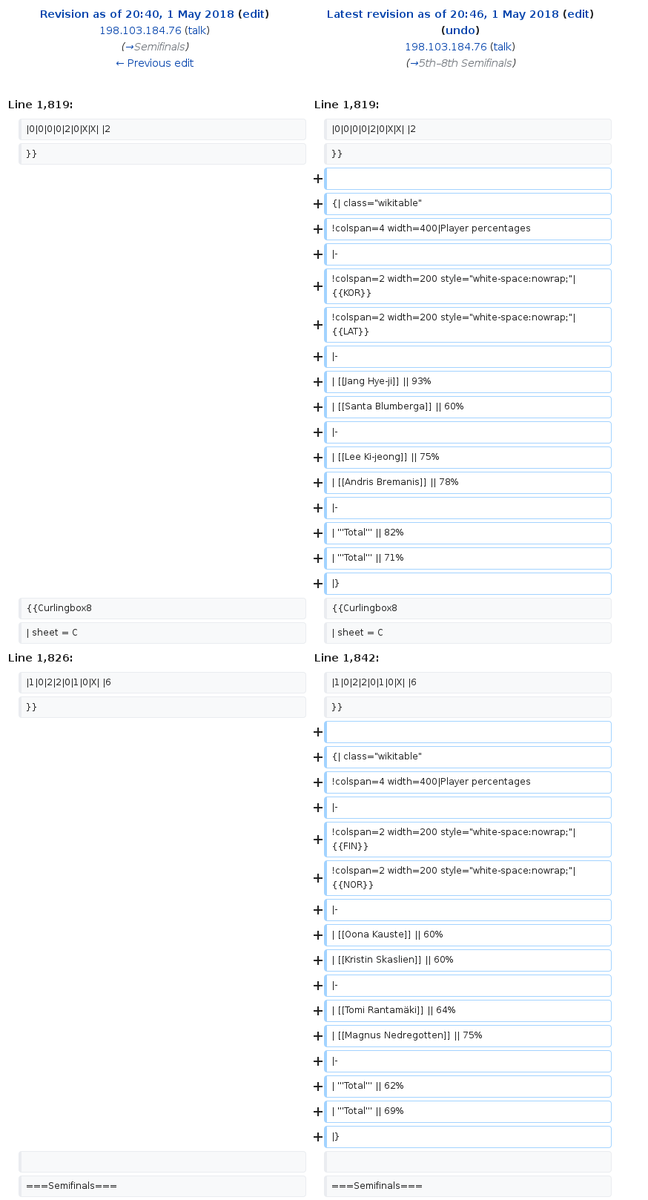 Revision as of 20:40, 1 May 2018 (edit)
198.103.184.76 (talk)
(→Semifinals)
← Previous edit
Latest revision as of 20:46, 1 May 2018 (edit)
(undo)
198.103.184.76 (talk)
(→5th–8th Semifinals)
Line 1,819:
Line 1,819:
|0|0|0|0|2|0|X|X| |2
|0|0|0|0|2|0|X|X| |2
}}
}}
+
+ {| class="wikitable"
+ !colspan=4 width=400|Player percentages
+ |-
+ !colspan=2 width=200 style="white-space:nowrap;"|
{{KOR}}
+ !colspan=2 width=200 style="white-space:nowrap;"|
{{LAT}}
+ |-
+ | [[Jang Hye-ji]] || 93%
+ | [[Santa Blumberga]] || 60%
+ |-
+ | [[Lee Ki-jeong]] || 75%
+ | [[Andris Bremanis]] || 78%
+ |-
+ | '''Total''' || 82%
+ | '''Total''' || 71%
+ |}
{{Curlingbox8
{{Curlingbox8
| sheet = C
| sheet = C
Line 1,826:
Line 1,842:
|1|0|2|2|0|1|0|X| |6
|1|0|2|2|0|1|0|X| |6
}}
}}
+
+ {| class="wikitable"
+ !colspan=4 width=400|Player percentages
+ |-
+ !colspan=2 width=200 style="white-space:nowrap;"|
{{FIN}}
+ !colspan=2 width=200 style="white-space:nowrap;"|
{{NOR}}
+ |-
+ | [[Oona Kauste]] || 60%
+ | [[Kristin Skaslien]] || 60%
+ |-
+ | [[Tomi Rantamäki]] || 64%
+ | [[Magnus Nedregotten]] || 75%
+ |-
+ | '''Total''' || 62%
+ | '''Total''' || 69%
+ |}
===Semifinals===
===Semifinals===